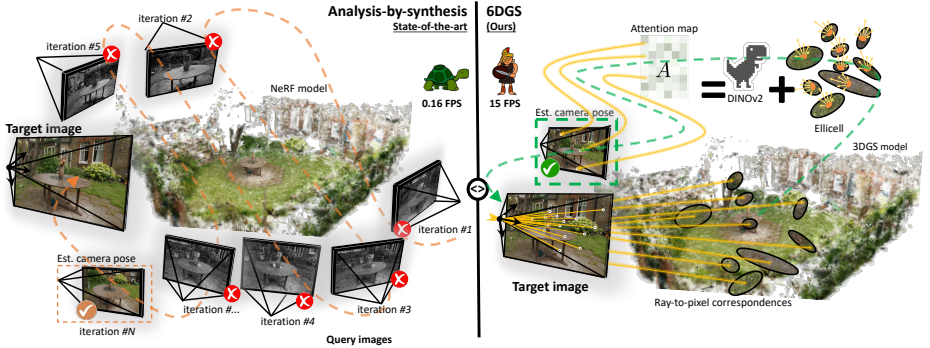 Analysis-by-synthesis
State-of-the-art
iteration #2
iteration #5
NeRF model
0.16 FPS
Target image
iteration #1
Est. camera pose
iteration #N
iteration #...
iteration #4
iteration #3
Query images
<>
6DGS
(Ours)
15 FPS
Attention map
A
=
DINOv2
+
Ellicell
Est. camera pose
3DGS model
Target image
Ray-to-pixel correspondences